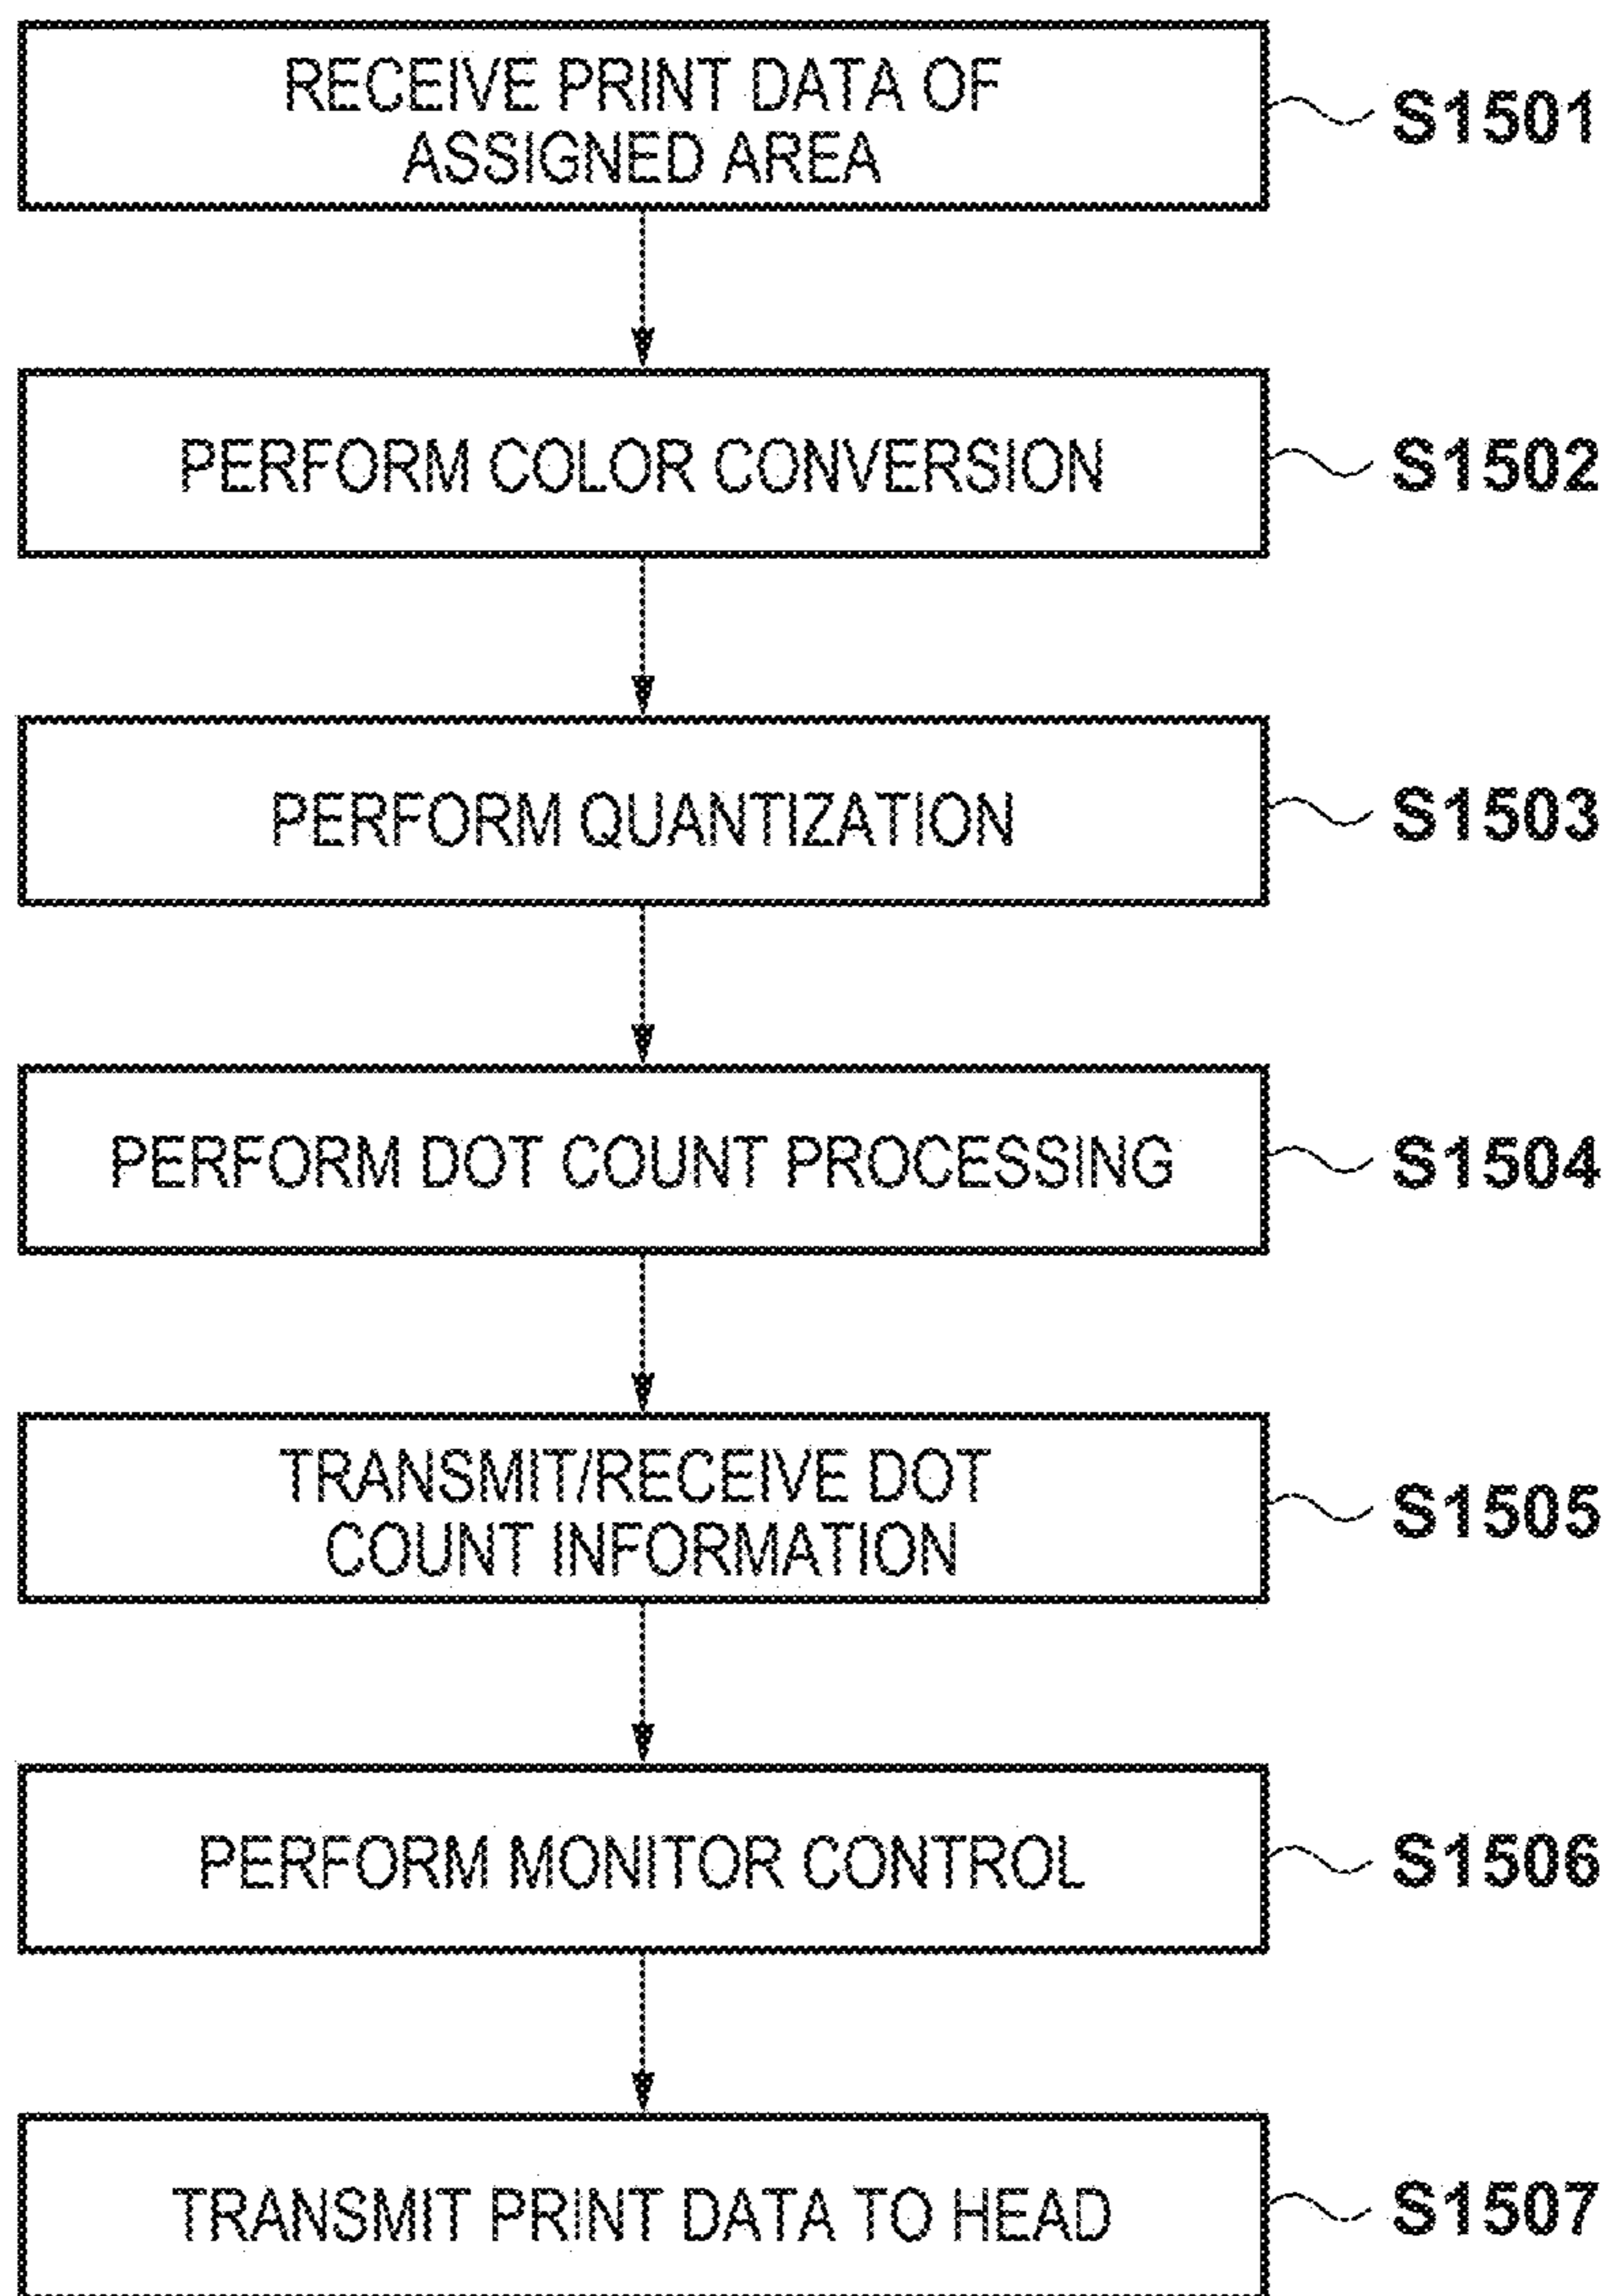 RECEIVE PRINT DATA OF
ASSIGNED AREA
S1501
PERFORM COLOR CONVERSION
S1502
PERFORM QUANTIZATION
S1503
PERFORM DOT COUNT PROCESSING
S1504
TRANSMIT/RECEIVE DOT
COUNT INFORMATION
S1505
PERFORM MONITOR CONTROL
S1506
TRANSMIT PRINT DATA TO HEAD
S1507